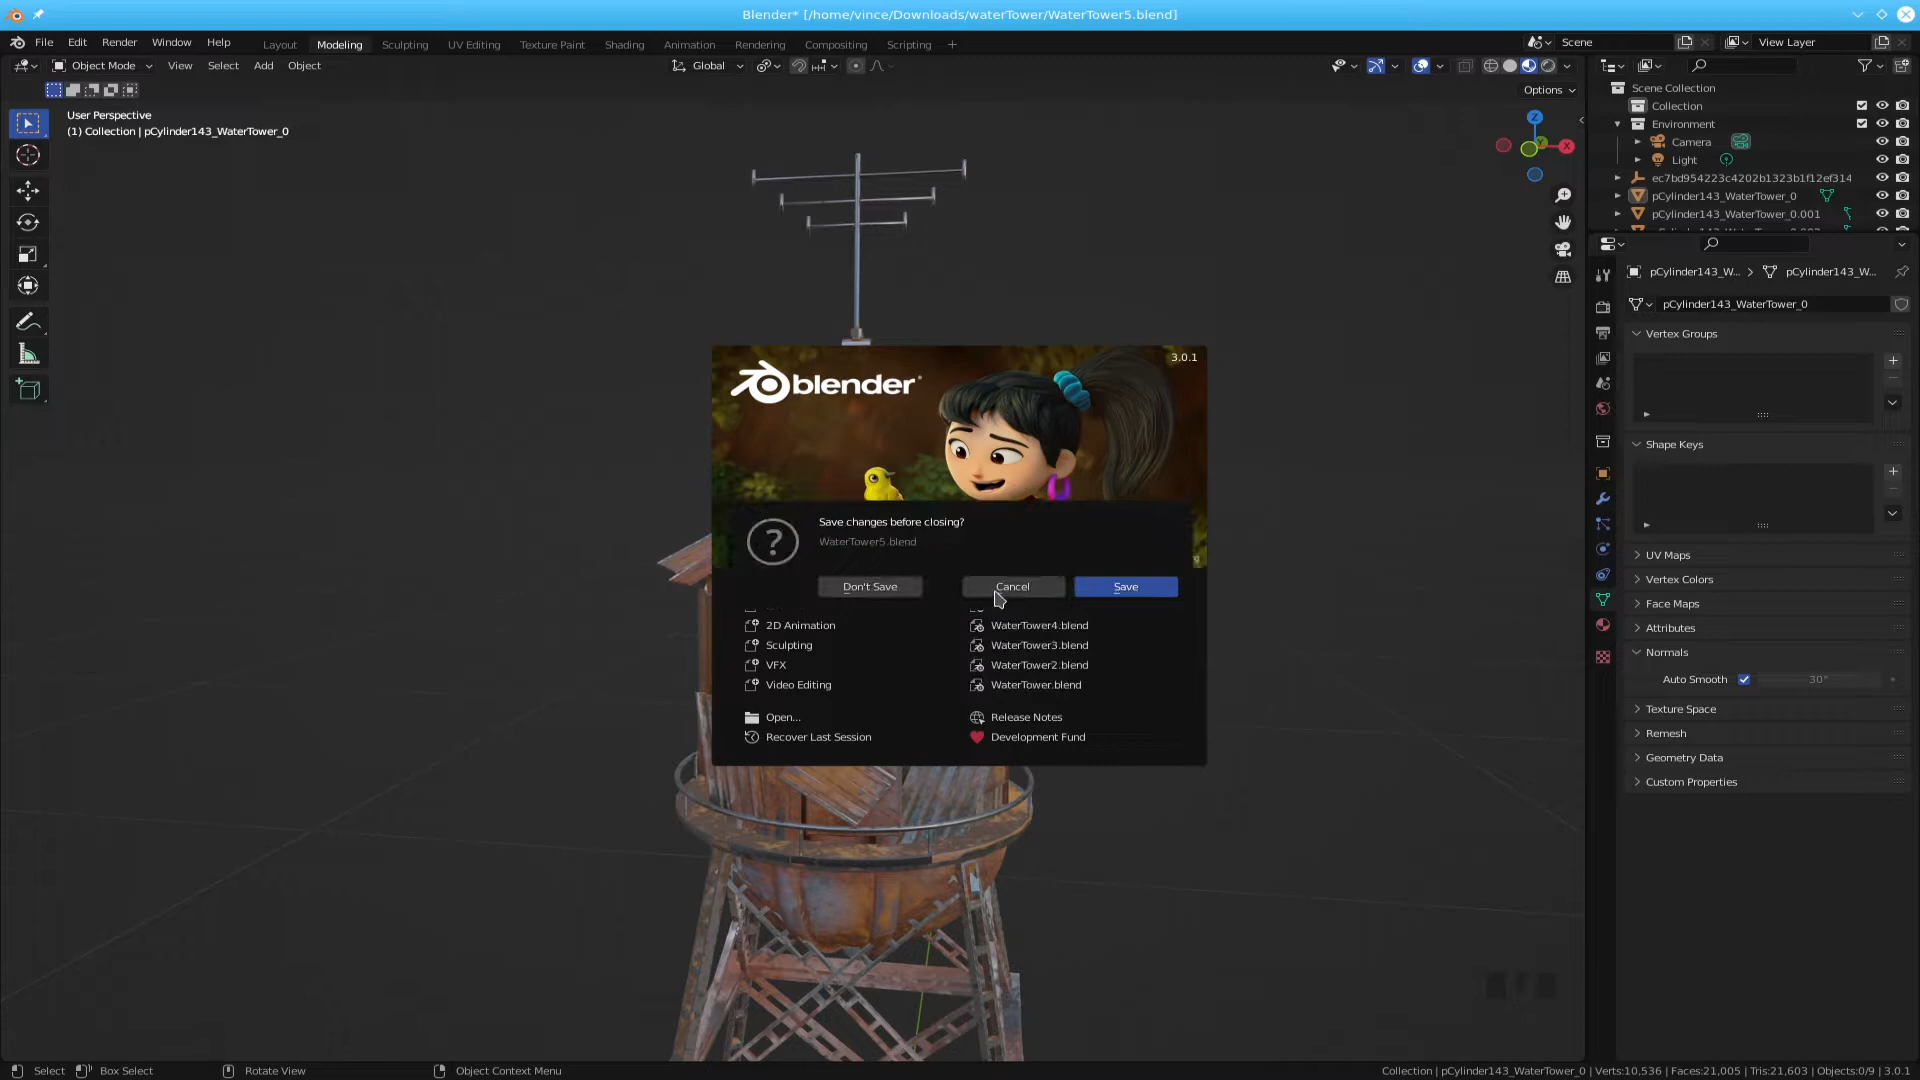 Blender* [/home/vince/Downloads/waterTower/WaterTower5.blend]
File Edit Render Window Help
Layout Modeling Sculpting UV Editing Texture Paint Shading Animation Rendering Compositing Scripting +
Scene
View Layer
Object Mode View Select Add Object
Global
Options
User Perspective
(1) Collection | pCylinder143_WaterTower_0
Z
Y
X
Scene Collection
Collection
Environment
Camera
Light
ec7bd954223c4202b1323b1f12ef314
pCylinder143_WaterTower_0
pCylinder143_WaterTower_0.001
pCylinder143_W... > pCylinder143_W...
pCylinder143_WaterTower_0
Vertex Groups
Shape Keys
UV Maps
Vertex Colors
Face Maps
Attributes
Normals
Auto Smooth 30°
Texture Space
Remesh
Geometry Data
Custom Properties
3.0.1
blender
Save changes before closing?
WaterTower5.blend
Don't Save Cancel Save
2D Animation
Sculpting
VFX
Video Editing
WaterTower4.blend
WaterTower3.blend
WaterTower2.blend
WaterTower.blend
Open...
Recover Last Session
Release Notes
Development Fund
Select Box Select Rotate View Object Context Menu
Collection | pCylinder143_WaterTower_0 | Verts:10,536 | Faces:21,005 | Tris:21,603 | Objects:0/9 | 3.0.1